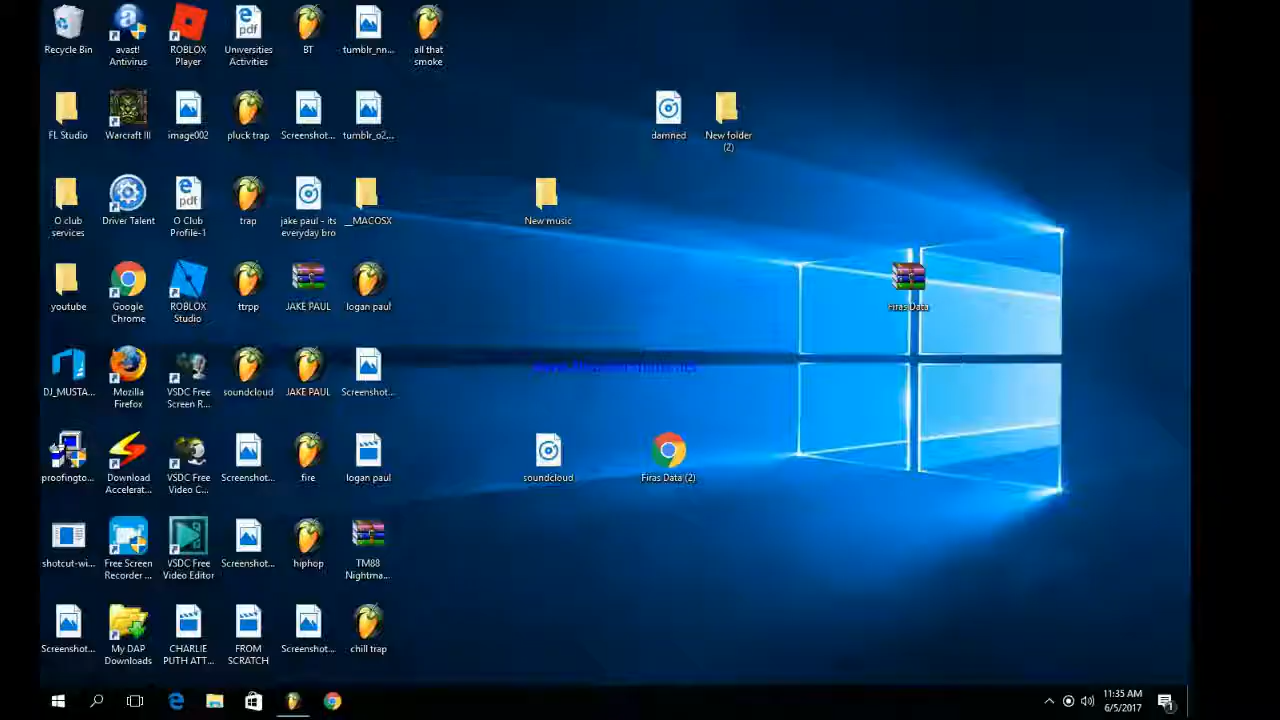 Recycle Bin
avast!
Antivirus
ROBLOX
Player
Universities
Activities
BT
tumblr_nn...
all that
smoke
FL Studio
Warcraft III
image002
pluck trap
Screenshot...
tumblr_o2...
damned
New folder
(2)
O club
services
Driver Talent
O Club
Profile-1
trap
jake paul - its
everyday bro
__MACOSX
New music
youtube
Google
Chrome
ROBLOX
Studio
ttrpp
JAKE PAUL
logan paul
Firas Data
DJ_MUSTA...
Mozilla
Firefox
VSDC Free
Screen R...
soundcloud
JAKE PAUL
Screenshot...
proofingto...
Download
Accelerat...
VSDC Free
Video C...
Screenshot...
fire
logan paul
soundcloud
Firas Data (2)
shotcut-wi...
Free Screen
Recorder ...
VSDC Free
Video Editor
Screenshot...
hiphop
TM88
Nightma...
Screenshot...
My DAP
Downloads
CHARLIE
PUTH ATT...
FROM
SCRATCH
Screenshot...
chill trap
11:35 AM
6/5/2017
1